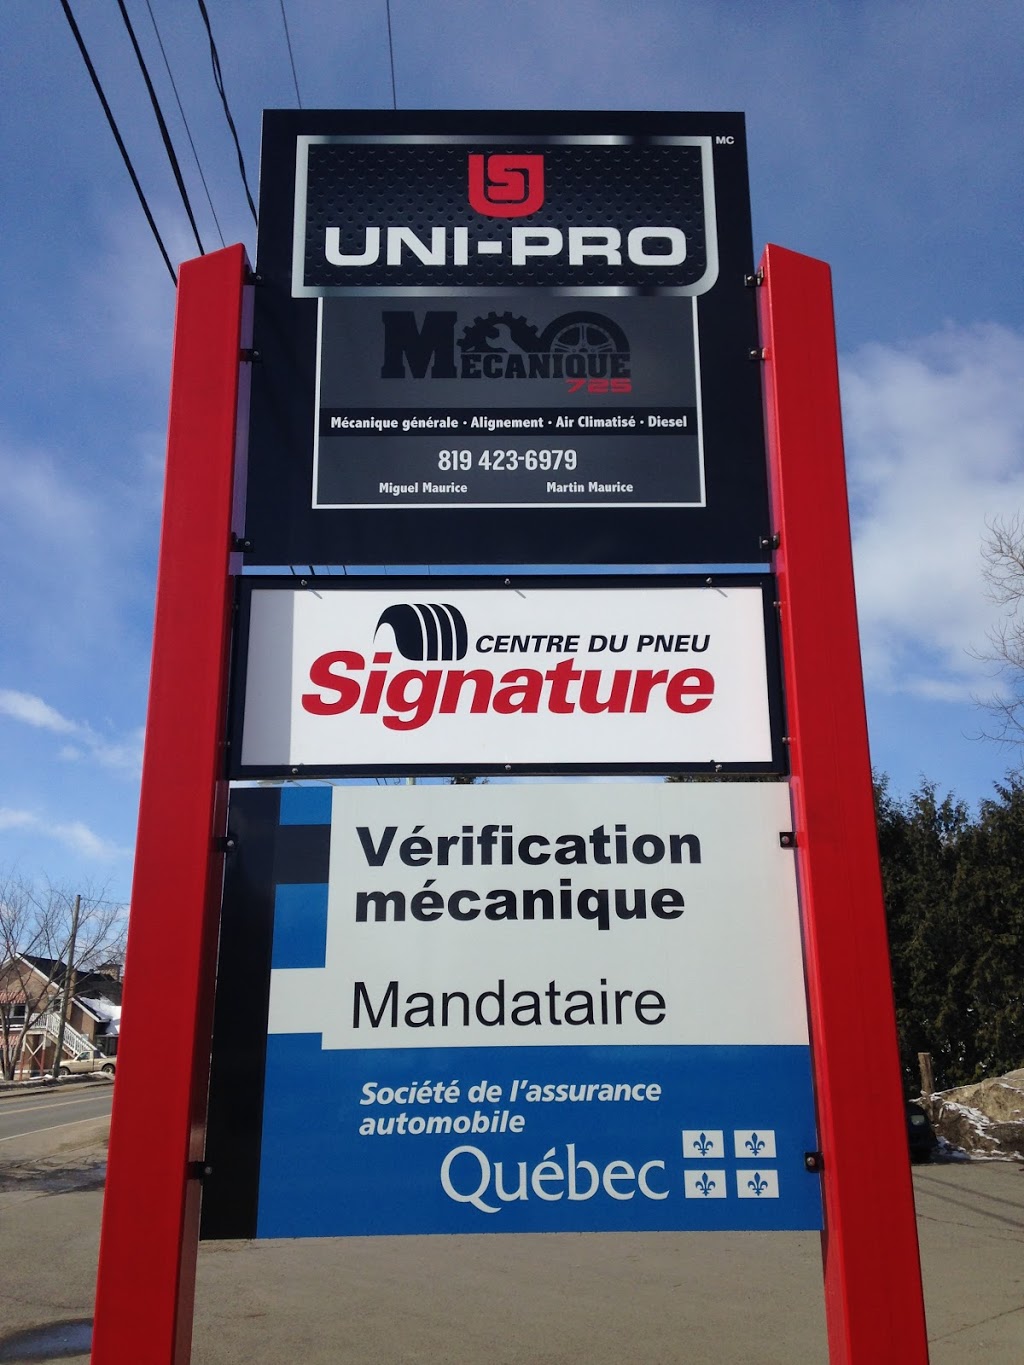 MC
UNI-PRO
MECANIQUE
725
Mécanique générale · Alignement · Air Climatisé · Diesel
819 423-6979
Miguel Maurice Martin Maurice
CENTRE DU PNEU
Signature
Vérification
mécanique
Mandataire
Société de l'assurance
automobile
Québec